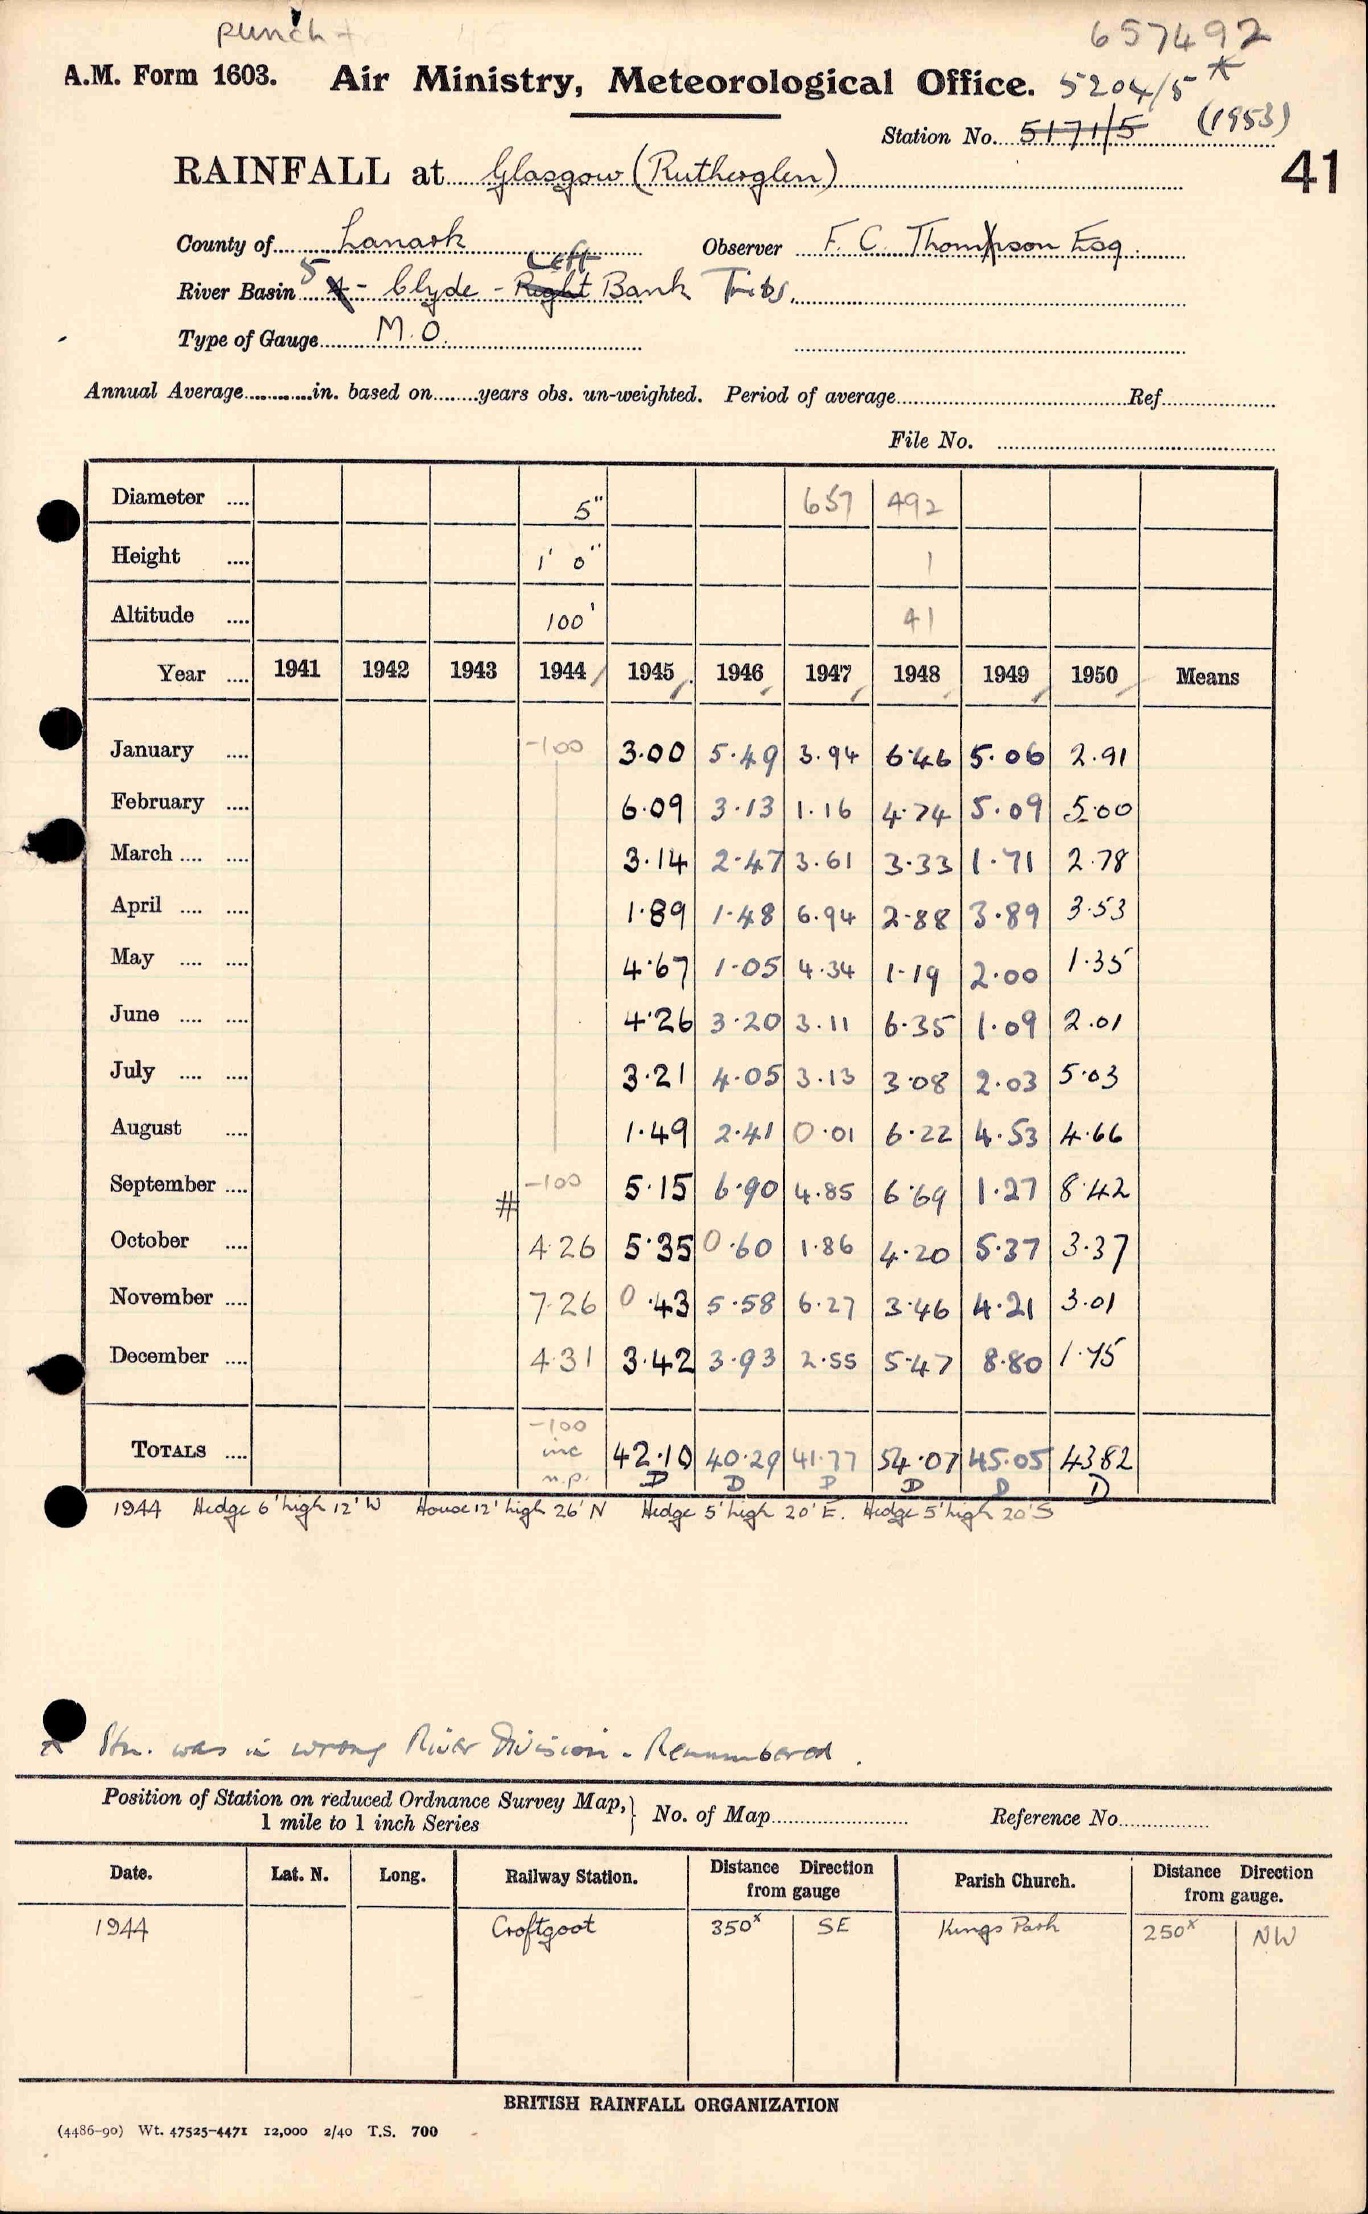 punch
657492
A.M. Form 1603. Air Ministry, Meteorological Office. 5204/5 *
Station No. 5171/5 (1953)
41
RAINFALL at Glasgow (Rutherglen)
County of Lanark Observer F. C. Thomson Esq.
Left
River Basin 5 - Clyde - Right Bank Tribs.
Type of Gauge M.O.
Annual Average in. based on years obs. un-weighted. Period of average Ref.
File No.
Diameter 5" 657 492
Height 1' 0" 1
Altitude 100' 41
Year 1941 1942 1943 1944 1945 1946 1947 1948 1949 1950 Means
January -100 3.00 5.49 3.94 6.46 5.06 2.91
February 6.09 3.13 1.16 4.74 5.09 5.00
March 3.14 2.47 3.61 3.33 1.71 2.78
April 1.89 1.48 6.94 2.88 3.89 3.53
May 4.67 1.05 4.34 1.19 2.00 1.35
June 4.26 3.20 3.11 6.35 1.09 2.01
July 3.21 4.05 3.13 3.08 2.03 5.03
August 1.49 2.41 0.01 6.22 4.53 4.66
September # -100 5.15 6.90 4.85 6.69 1.27 8.42
October 4.26 5.35 0.60 1.86 4.20 5.37 3.37
November 7.26 0.43 5.58 6.27 3.46 4.21 3.01
December 4.31 3.42 3.93 2.55 5.47 8.80 1.75
TOTALS -100 inc n.p. 42.10 40.29 41.77 54.07 45.05 43.82
D D D D D D
1944 Hedge 6' high 12' W House 12' high 26' N Hedge 5' high 20' E. Hedge 5' high 20' S
* Stn. was in wrong River Division - Renumbered.
Position of Station on reduced Ordnance Survey Map,
1 mile to 1 inch Series } No. of Map Reference No.
Date. Lat. N. Long. Railway Station. Distance Direction from gauge Parish Church. Distance Direction from gauge.
1944 Croftfoot 350x SE Kings Park 250x NW
BRITISH RAINFALL ORGANIZATION
(4486-90) Wt. 47525-4471 12,000 2/40 T.S. 700